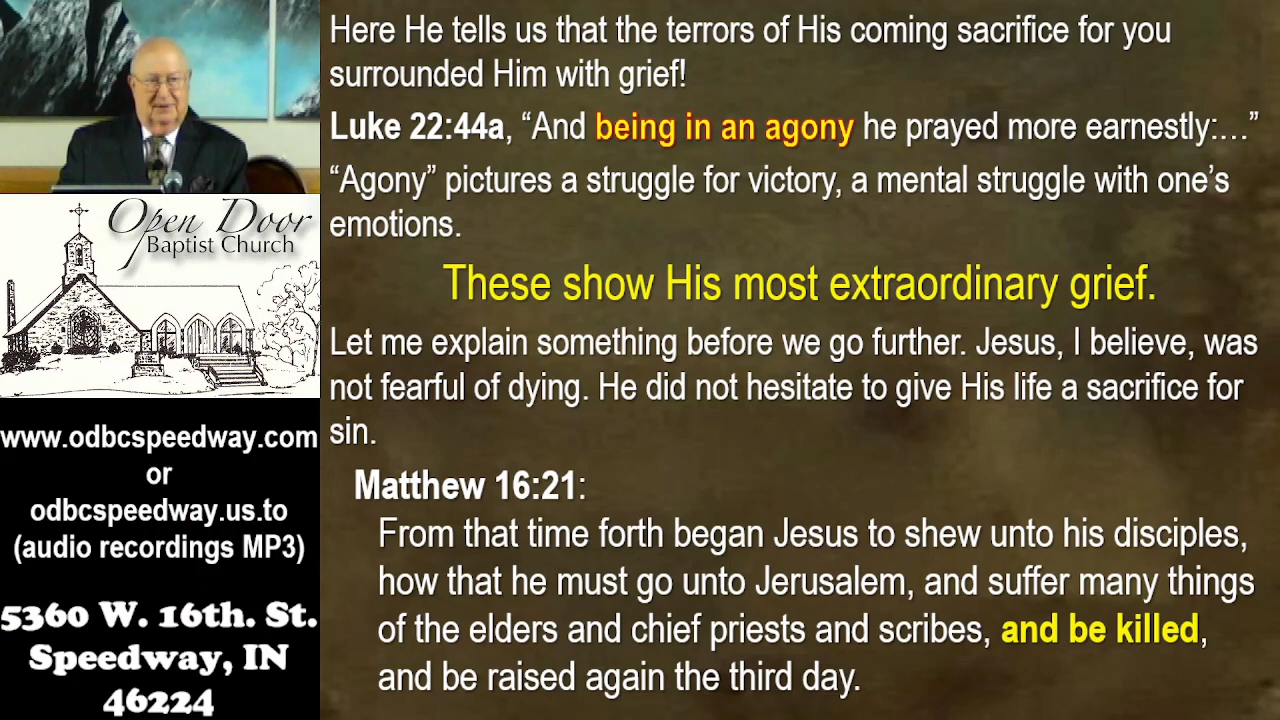 Here He tells us that the terrors of His coming sacrifice for you
surrounded Him with grief!
Luke 22:44a, “And being in an agony he prayed more earnestly:…”
“Agony” pictures a struggle for victory, a mental struggle with one’s
emotions.
These show His most extraordinary grief.
Let me explain something before we go further. Jesus, I believe, was
not fearful of dying. He did not hesitate to give His life a sacrifice for
sin.
Matthew 16:21:
From that time forth began Jesus to shew unto his disciples,
how that he must go unto Jerusalem, and suffer many things
of the elders and chief priests and scribes, and be killed,
and be raised again the third day.
Open Door
Baptist Church
www.odbcspeedway.com
or
odbcspeedway.us.to
(audio recordings MP3)
5360 W. 16th. St.
Speedway, IN
46224